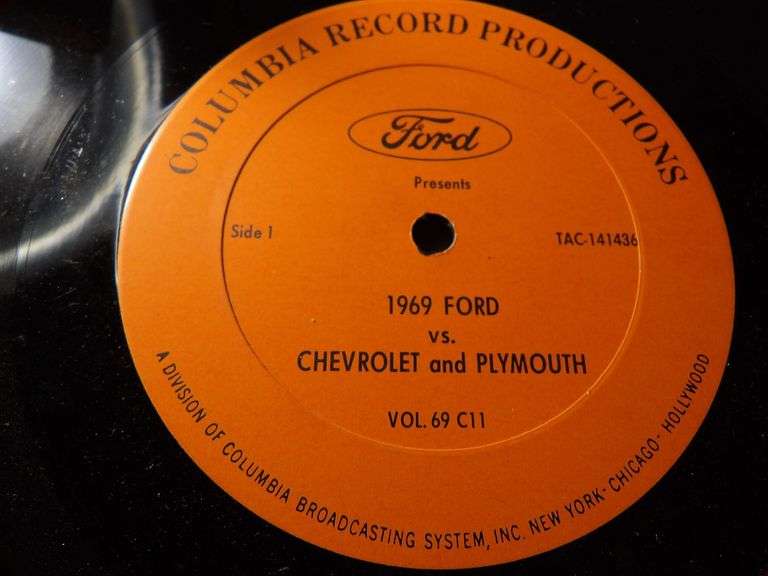 COLUMBIA RECORD PRODUCTIONS
Ford
Presents
Side 1
TAC-141436
1969 FORD
vs.
CHEVROLET and PLYMOUTH
VOL. 69 C11
A DIVISION OF COLUMBIA BROADCASTING SYSTEM, INC. NEW YORK-CHICAGO-HOLLYWOOD